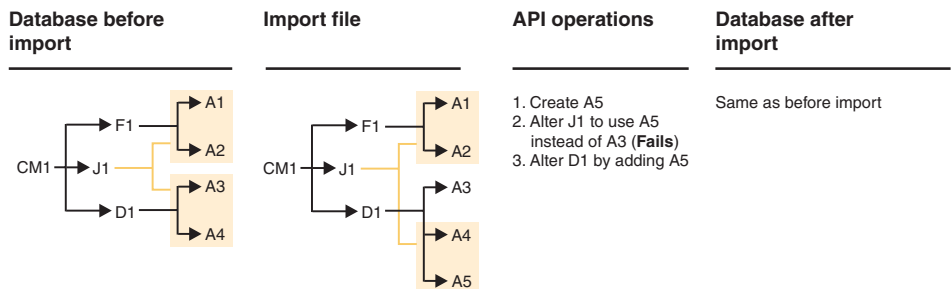 Database before
import
Import file
API operations
Database after
import
CM1
F1
J1
D1
A1
A2
A3
A4
CM1
F1
J1
D1
A1
A2
A3
A4
A5
1. Create A5
2. Alter J1 to use A5
instead of A3 (Fails)
3. Alter D1 by adding A5
Same as before import